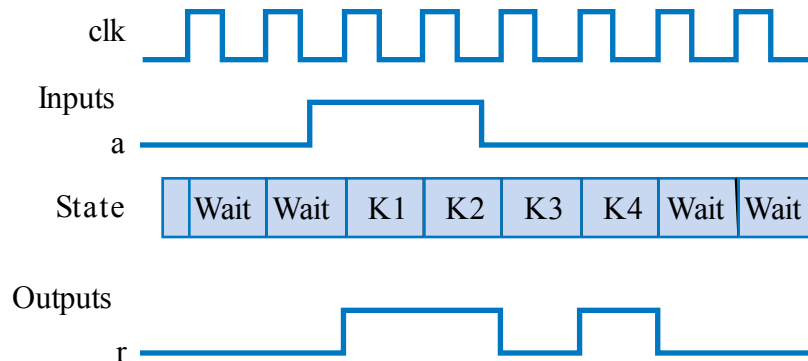 clk
Inputs
a
State Wait Wait K1 K2 K3 K4 Wait Wait
Outputs
r